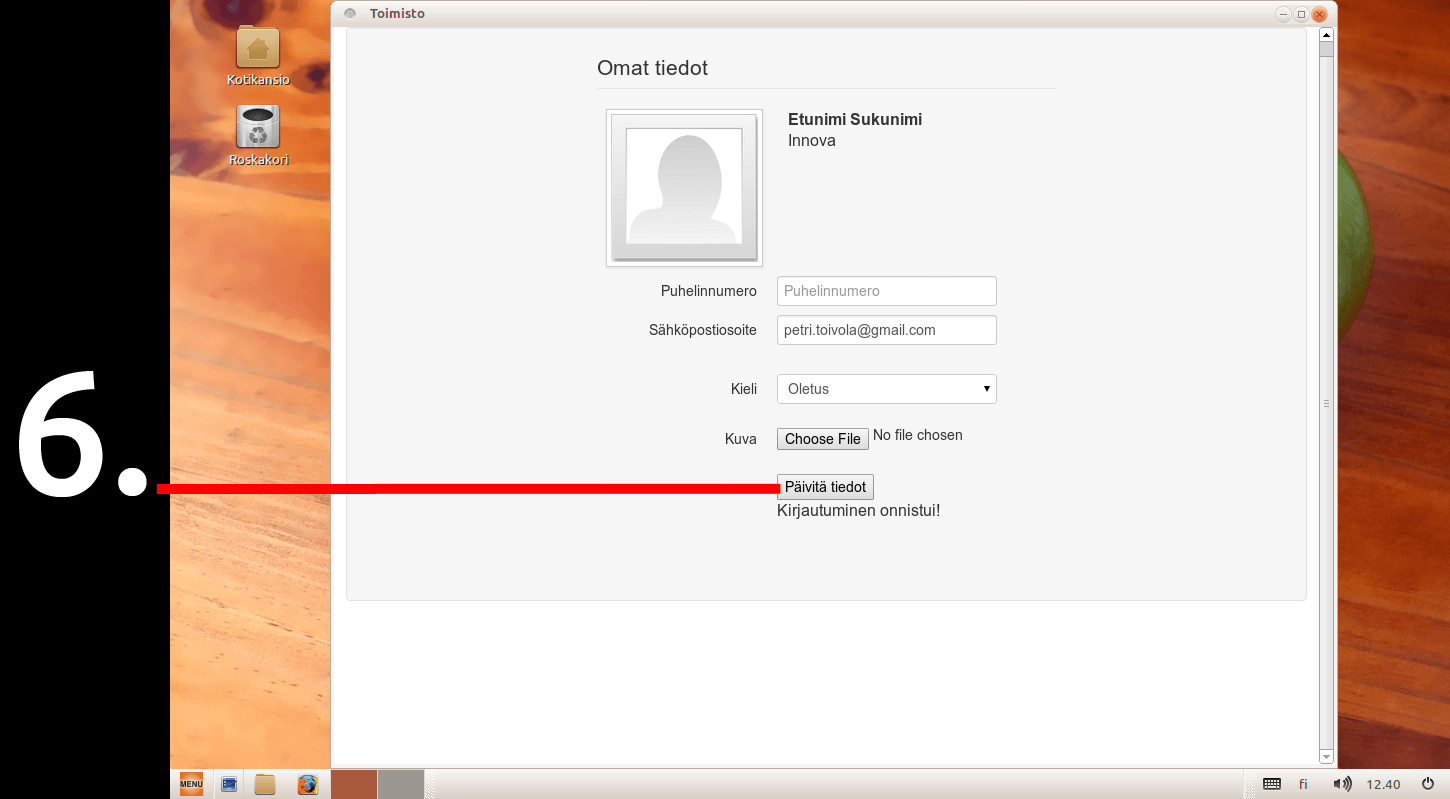 Toimisto
Kotikansio
Roskakori
Omat tiedot
Etunimi Sukunimi
Innova
Puhelinnumero Puhelinnumero
Sähköpostiosoite petri.toivola@gmail.com
Kieli Oletus
Kuva Choose File No file chosen
6.
Päivitä tiedot
Kirjautuminen onnistui!
MENU fi 12.40